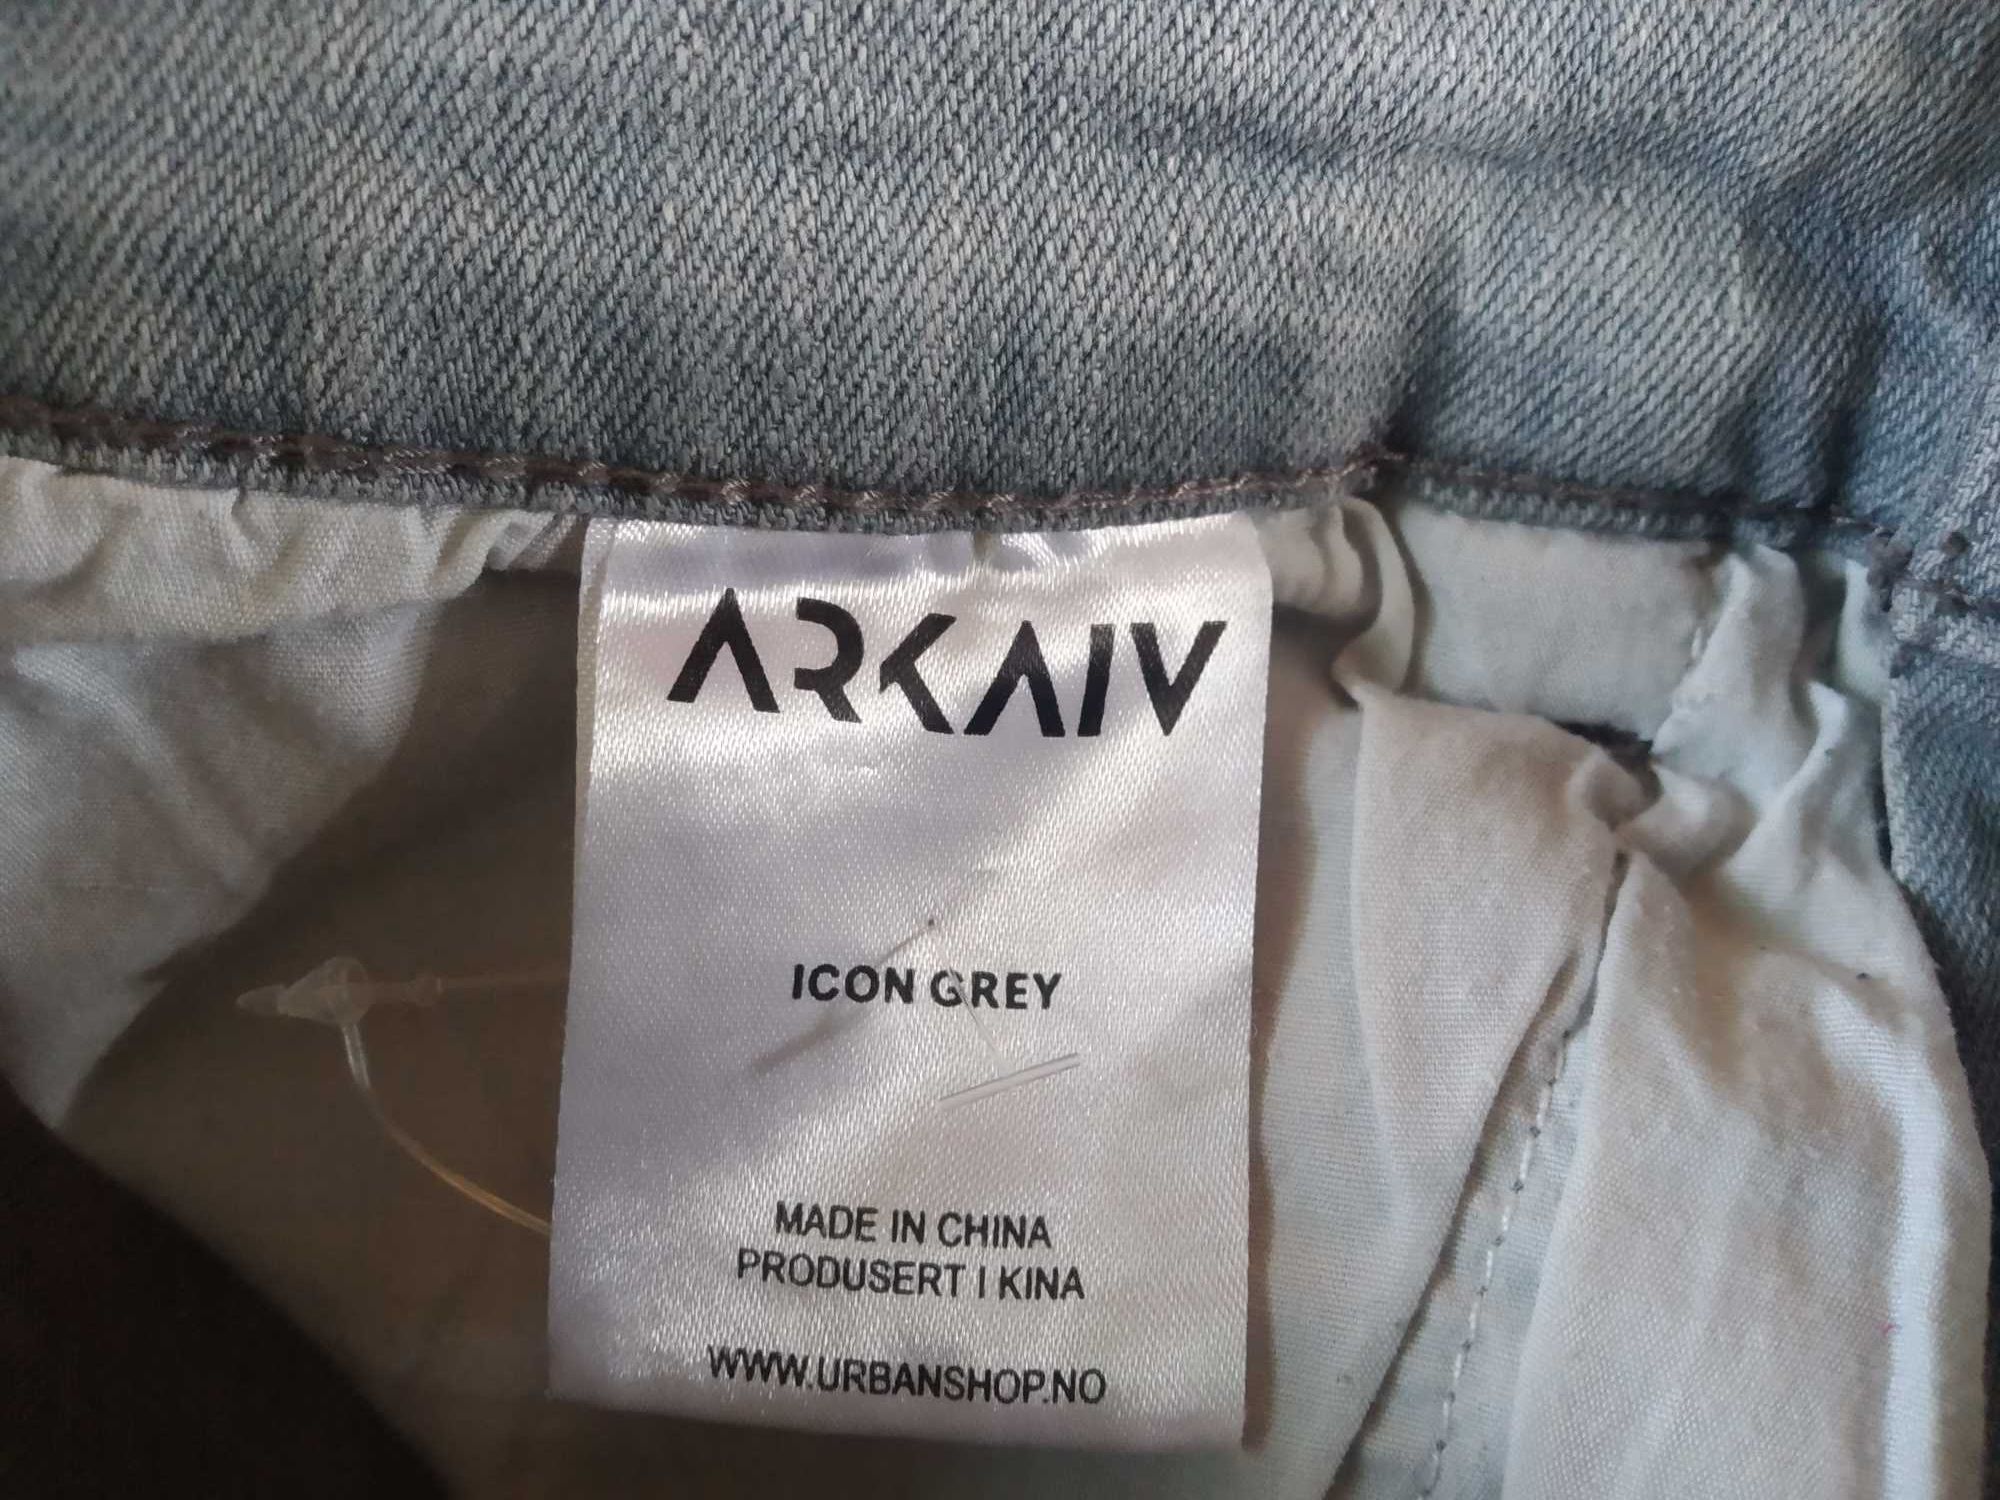 ARKAIV
ICON GREY
MADE IN CHINA
PRODUSERT I KINA
WWW.URBANSHOP.NO